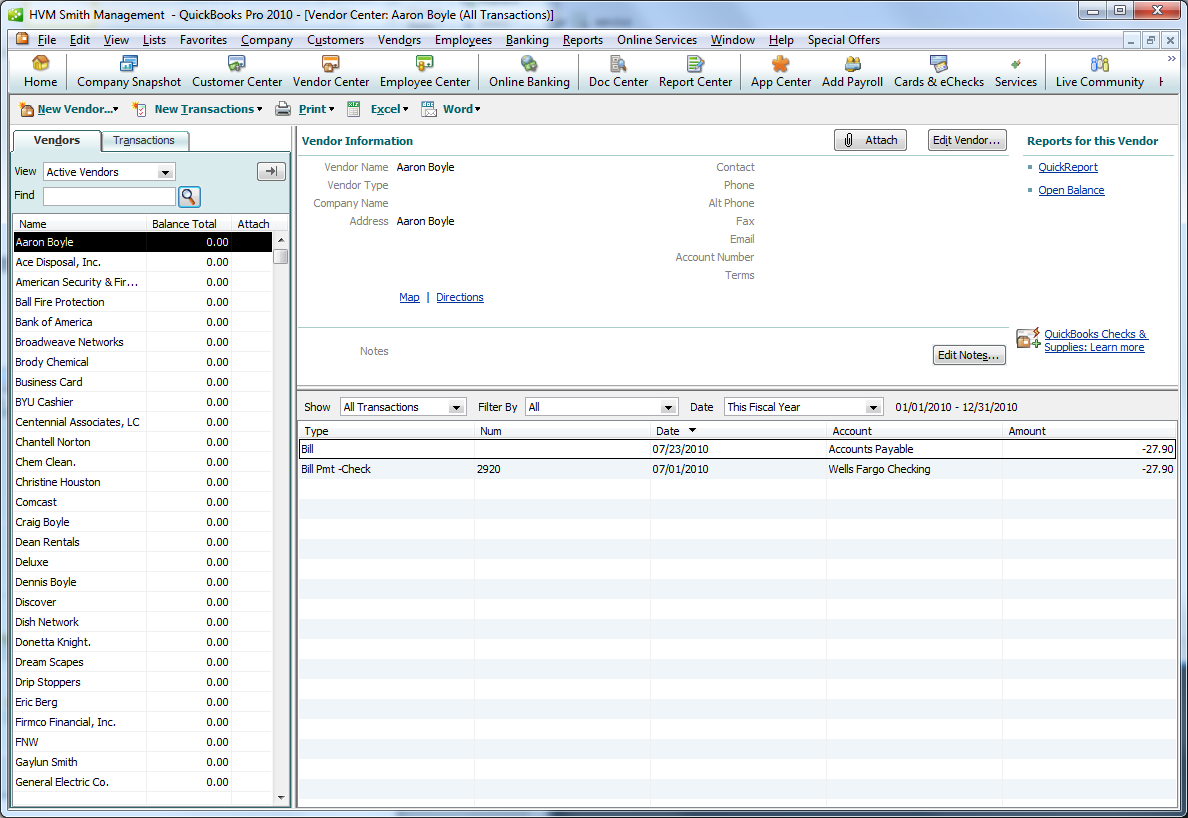 HVM Smith Management - QuickBooks Pro 2010 - [Vendor Center: Aaron Boyle (All Transactions)]
File Edit View Lists Favorites Company Customers Vendors Employees Banking Reports Online Services Window Help Special Offers
Home Company Snapshot Customer Center Vendor Center Employee Center Online Banking Doc Center Report Center App Center Add Payroll Cards & eChecks Services Live Community
New Vendor... New Transactions Print Excel Word
Vendors Transactions
View Active Vendors
Find
Name Balance Total Attach
Aaron Boyle 0.00
Ace Disposal, Inc. 0.00
American Security & Fir... 0.00
Ball Fire Protection 0.00
Bank of America 0.00
Broadweave Networks 0.00
Brody Chemical 0.00
Business Card 0.00
BYU Cashier 0.00
Centennial Associates, LC 0.00
Chantell Norton 0.00
Chem Clean. 0.00
Christine Houston 0.00
Comcast 0.00
Craig Boyle 0.00
Dean Rentals 0.00
Deluxe 0.00
Dennis Boyle 0.00
Discover 0.00
Dish Network 0.00
Donetta Knight. 0.00
Dream Scapes 0.00
Drip Stoppers 0.00
Eric Berg 0.00
Firmco Financial, Inc. 0.00
FNW 0.00
Gaylun Smith 0.00
General Electric Co. 0.00
Vendor Information Attach Edit Vendor...
Vendor Name Aaron Boyle
Vendor Type
Company Name
Address Aaron Boyle
Contact
Phone
Alt Phone
Fax
Email
Account Number
Terms
Map | Directions
Notes
Edit Notes...
Reports for this Vendor
QuickReport
Open Balance
QuickBooks Checks &
Supplies: Learn more
Show All Transactions Filter By All Date This Fiscal Year 01/01/2010 - 12/31/2010
Type Num Date Account Amount
Bill 07/23/2010 Accounts Payable -27.90
Bill Pmt -Check 2920 07/01/2010 Wells Fargo Checking -27.90